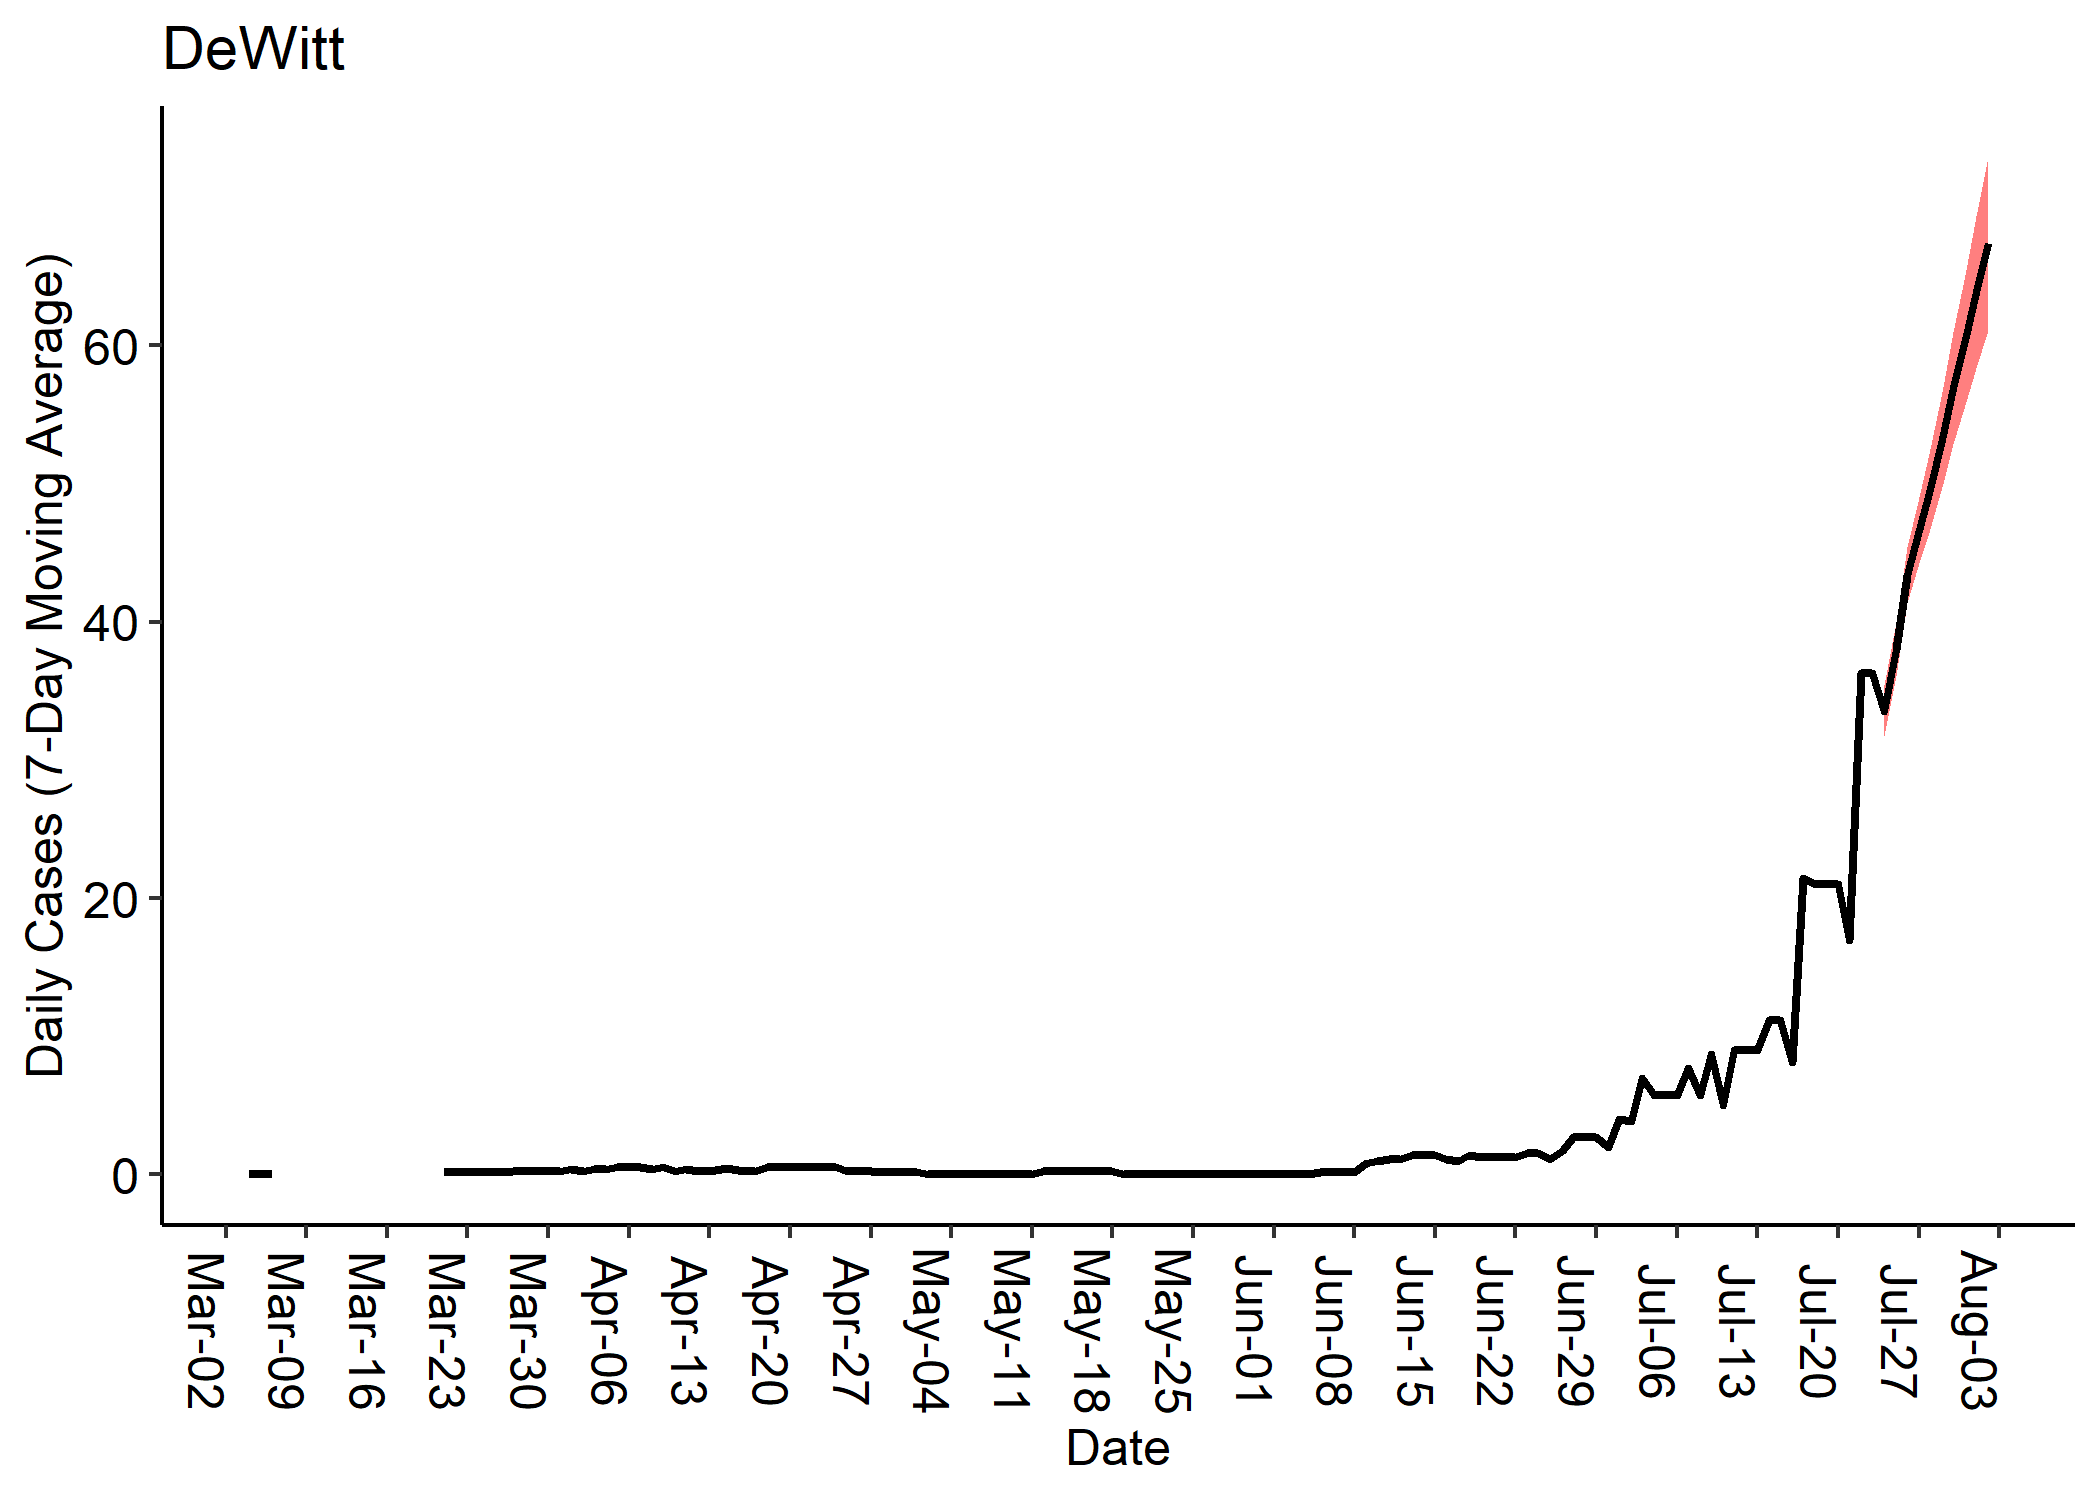 DeWitt
Daily Cases (7-Day Moving Average)
60
40
20
0
Mar-02
Mar-09
Mar-16
Mar-23
Mar-30
Apr-06
Apr-13
Apr-20
Apr-27
May-04
May-11
May-18
May-25
Jun-01
Jun-08
Jun-15
Jun-22
Jun-29
Jul-06
Jul-13
Jul-20
Jul-27
Aug-03
Date